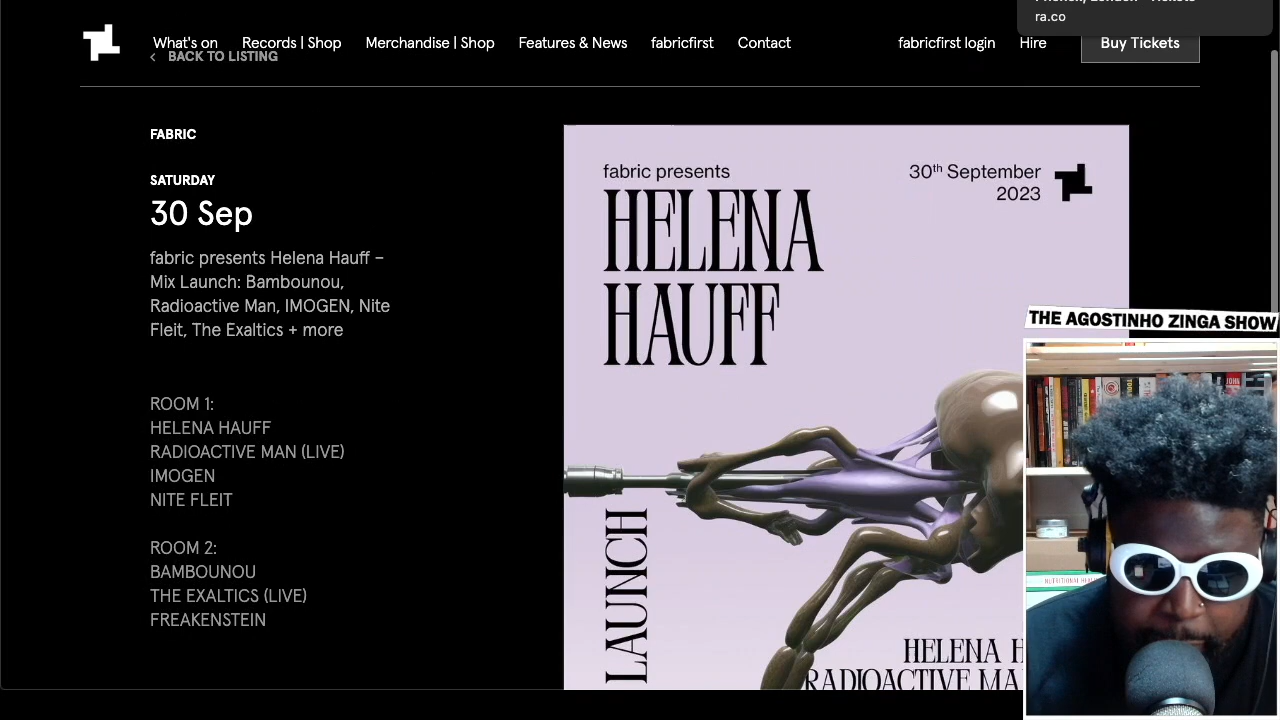 ra.co
What's on
Records | Shop
Merchandise | Shop
Features & News
fabricfirst
Contact
fabricfirst login
Hire
Buy Tickets
BACK TO LISTING
FABRIC
SATURDAY
30 Sep
fabric presents Helena Hauff –
Mix Launch: Bambounou,
Radioactive Man, IMOGEN, Nite
Fleit, The Exaltics + more
ROOM 1:
HELENA HAUFF
RADIOACTIVE MAN (LIVE)
IMOGEN
NITE FLEIT
ROOM 2:
BAMBOUNOU
THE EXALTICS (LIVE)
FREAKENSTEIN
fabric presents
30th September
2023
HELENA
HAUFF
LAUNCH
HELENA H
RADIOACTIVE MA
THE AGOSTINHO ZINGA SHOW